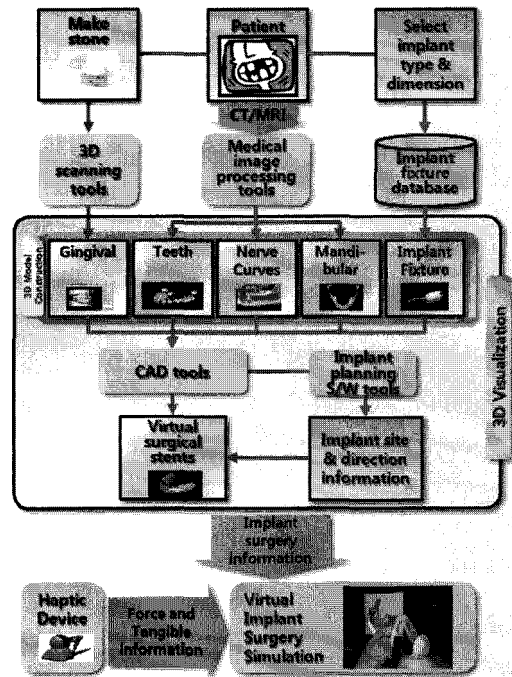 Make
stone
Patient
Select
implant
type &
dimension
CT/MRI
3D
scanning
tools
Medical
image
processing
tools
Implant
fixture
database
3D Model
Construction
Gingival
Teeth
Nerve
Curves
Mandi-
bular
Implant
Fixture
CAD tools
Implant
planning
S/W tools
3D Visualization
Virtual
surgical
stents
Implant site
& direction
information
Implant
surgery
information
Haptic
Device
Force and
Tangible
Information
Virtual
Implant
Surgery
Simulation